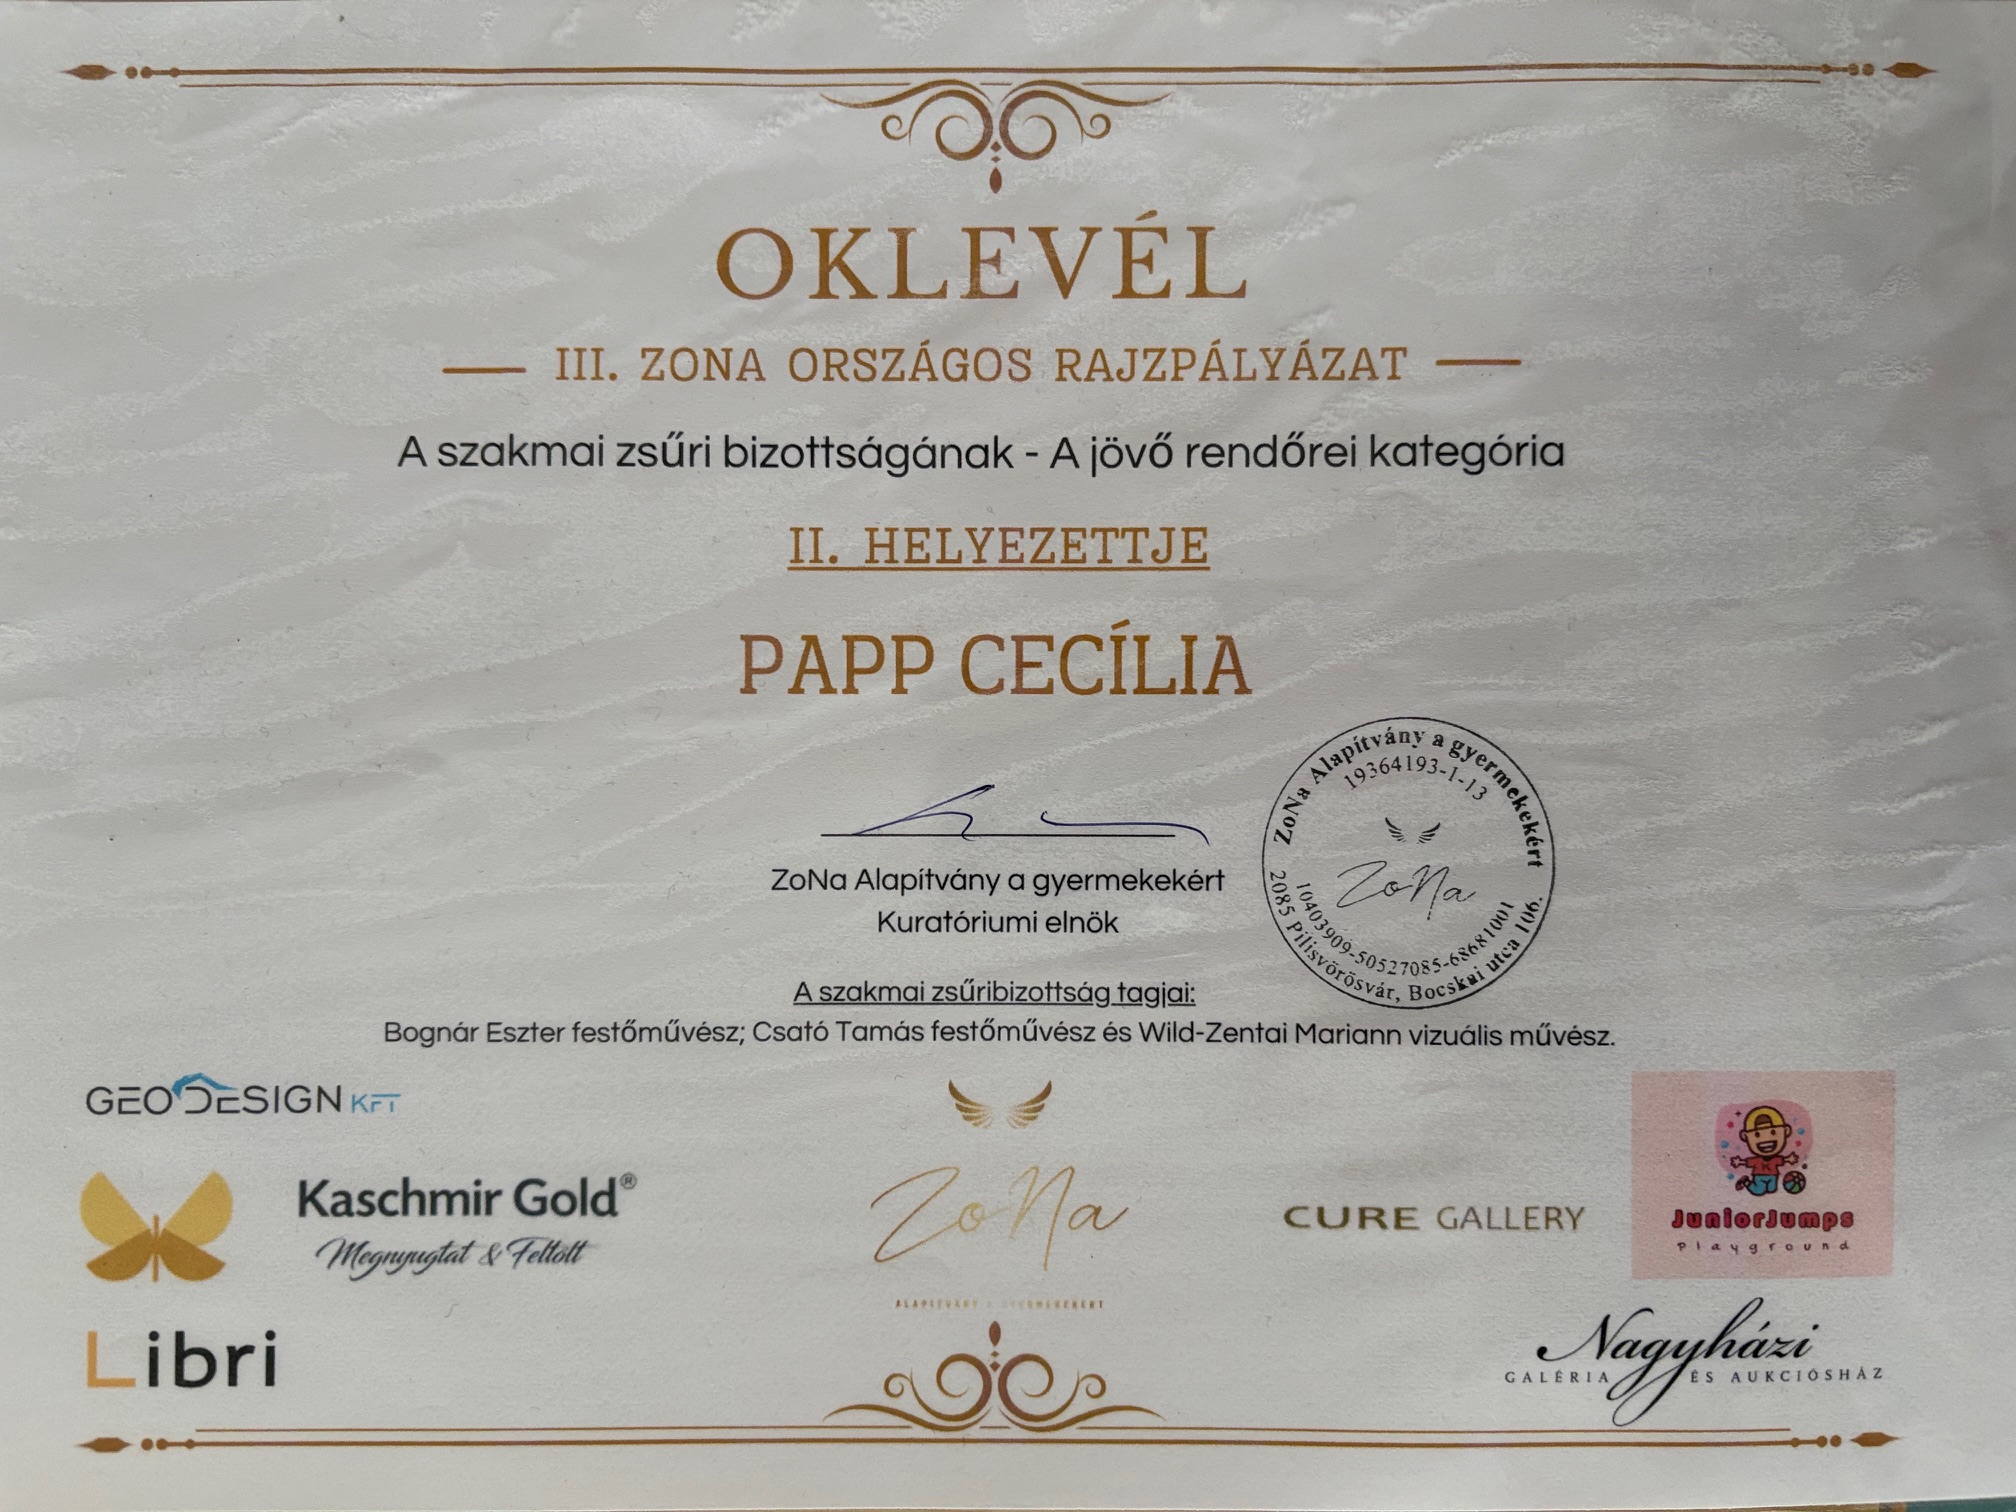 OKLEVÉL
III. ZONA ORSZÁGOS RAJZPÁLYÁZAT
A szakmai zsűri bizottságának - A jövő rendőrei kategória
II. HELYEZETTJE
PAPP CECÍLIA
ZoNa Alapítvány a gyermekekért
19364193-1-13
ZoNa
10403909-50527085-68681001
2085 Pilisvörösvár, Bocskai utca 106.
ZoNa Alapítvány a gyermekekért
Kuratóriumi elnök
A szakmai zsűribizottság tagjai:
Bognár Eszter festőművész; Csató Tamás festőművész és Wild-Zentai Mariann vizuális művész.
GEODESIGN KFT
Kaschmir Gold®
Megnyugtat & Feltölt
Libri
ZoNa
ALAPÍTVÁNY A GYERMEKEKÉRT
CURE GALLERY
JuniorJumps
Playground
Nagyházi
GALÉRIA ÉS AUKCIÓSHÁZ